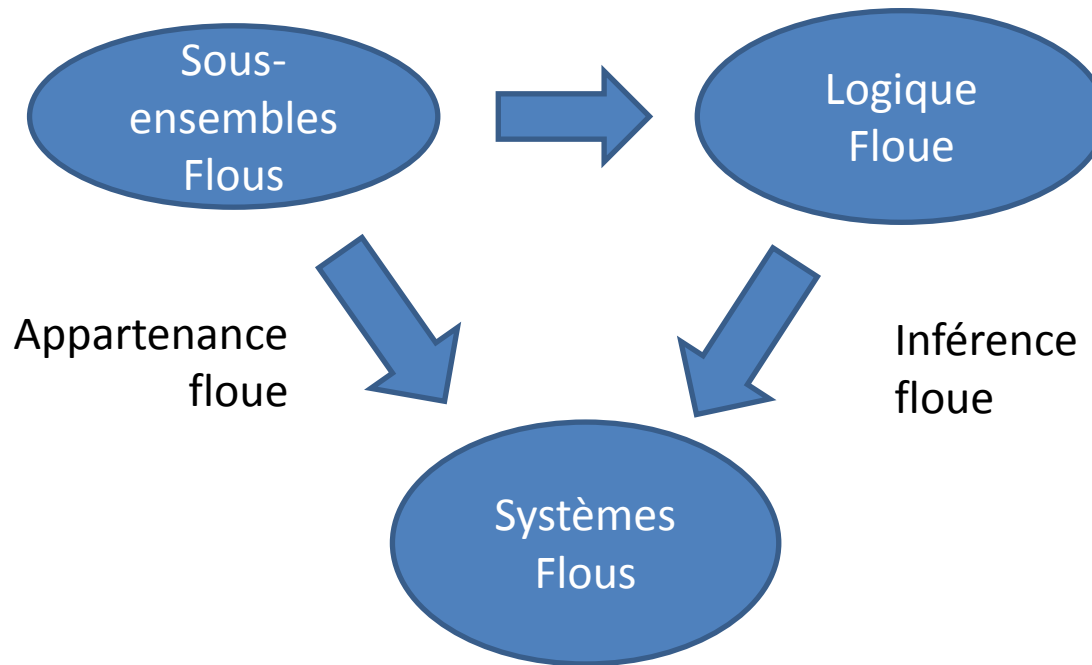 Sous-
ensembles
Flous
Logique
Floue
Appartenance
floue
Inférence
floue
Systèmes
Flous